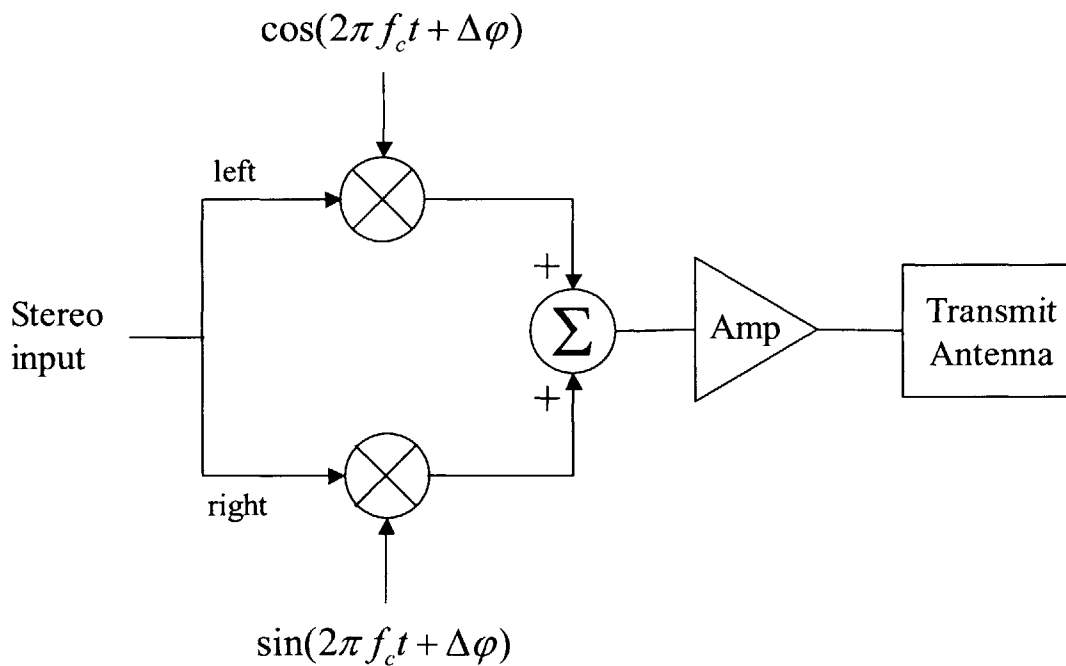 cos(2π f_c t + Δφ)
left
+
Stereo
input
Σ
Amp
Transmit
Antenna
+
right
sin(2π f_c t + Δφ)